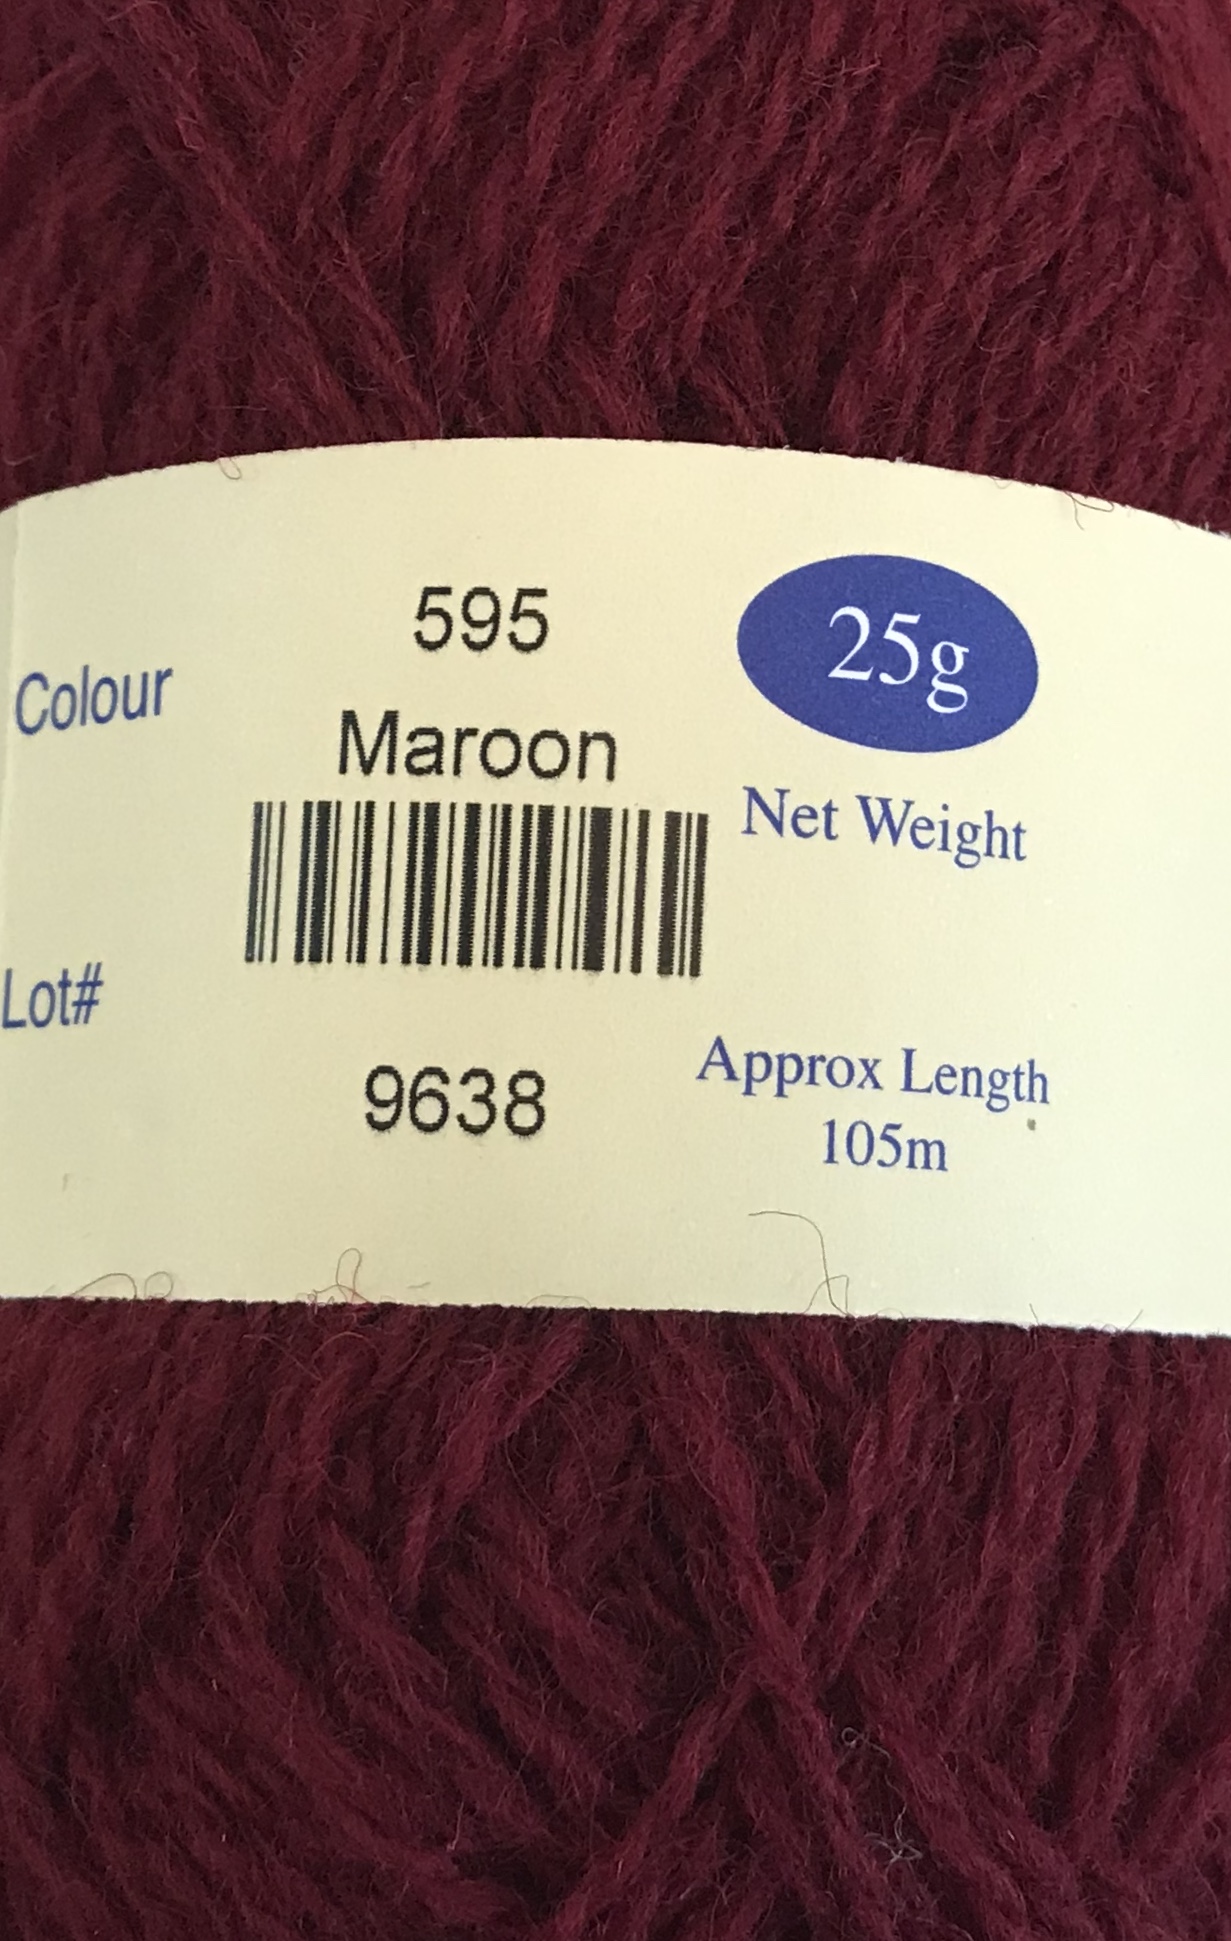 Colour
595
Maroon
Lot#
9638
25g
Net Weight
Approx Length
105m